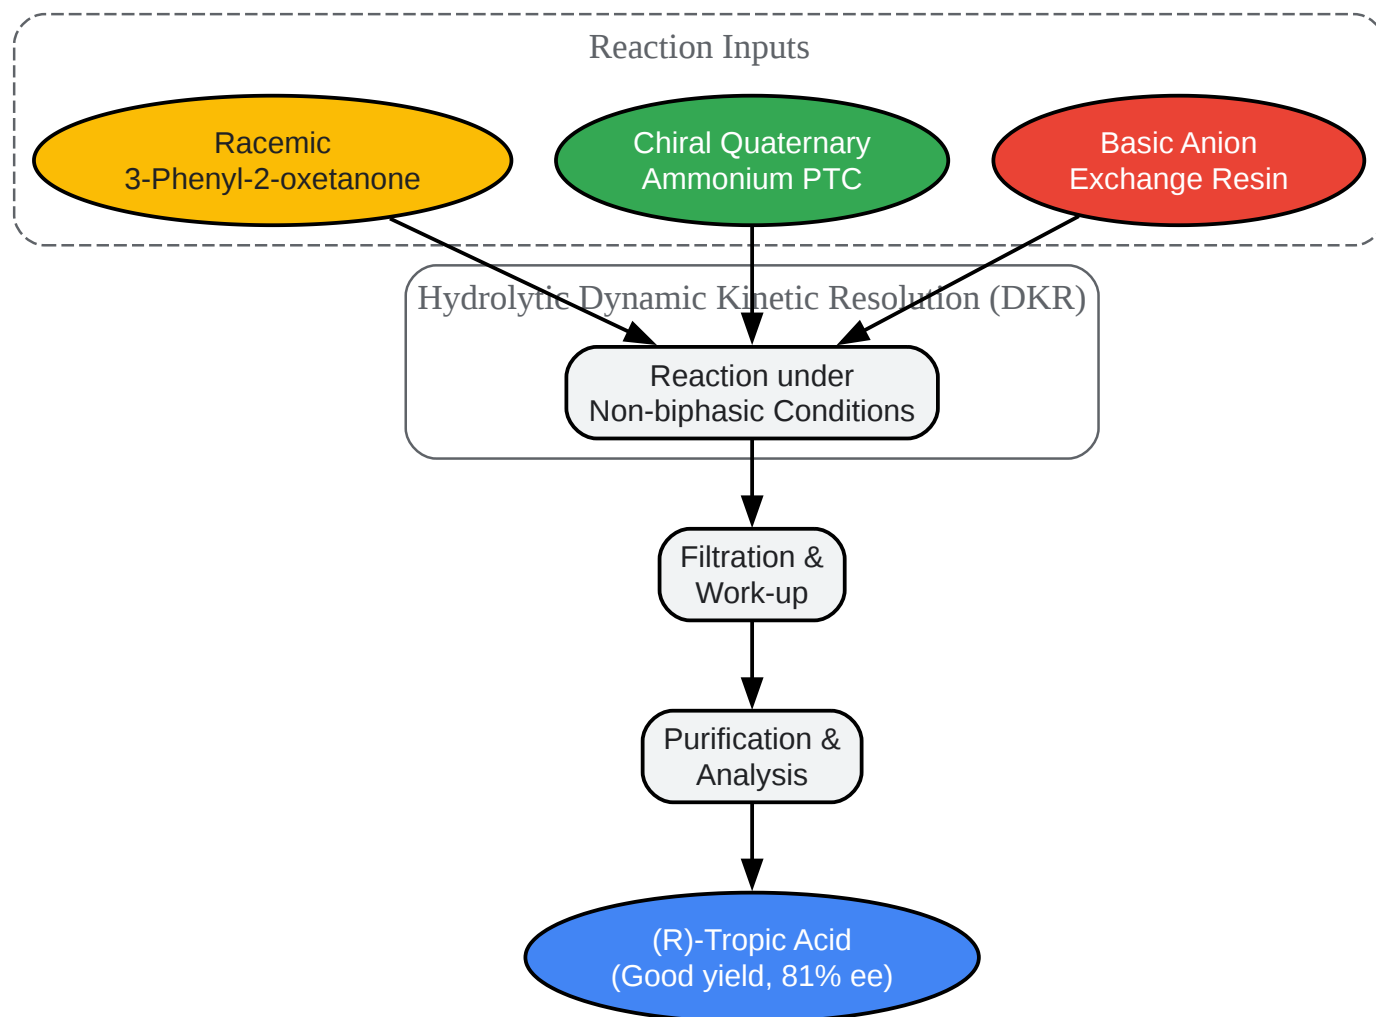 Reaction Inputs
Racemic
3-Phenyl-2-oxetanone
Chiral Quaternary
Ammonium PTC
Basic Anion
Exchange Resin
Hydrolytic Dynamic Kinetic Resolution (DKR)
Reaction under
Non-biphasic Conditions
Filtration &
Work-up
Purification &
Analysis
(R)-Tropic Acid
(Good yield, 81% ee)